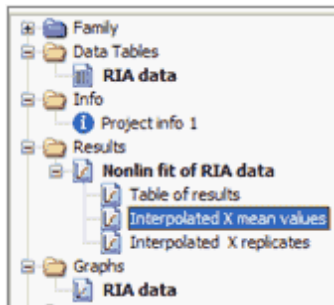 Family
Data Tables
RIA data
Info
Project info 1
Results
Nonlin fit of RIA data
Table of results
Interpolated X mean values
Interpolated X replicates
Graphs
RIA data